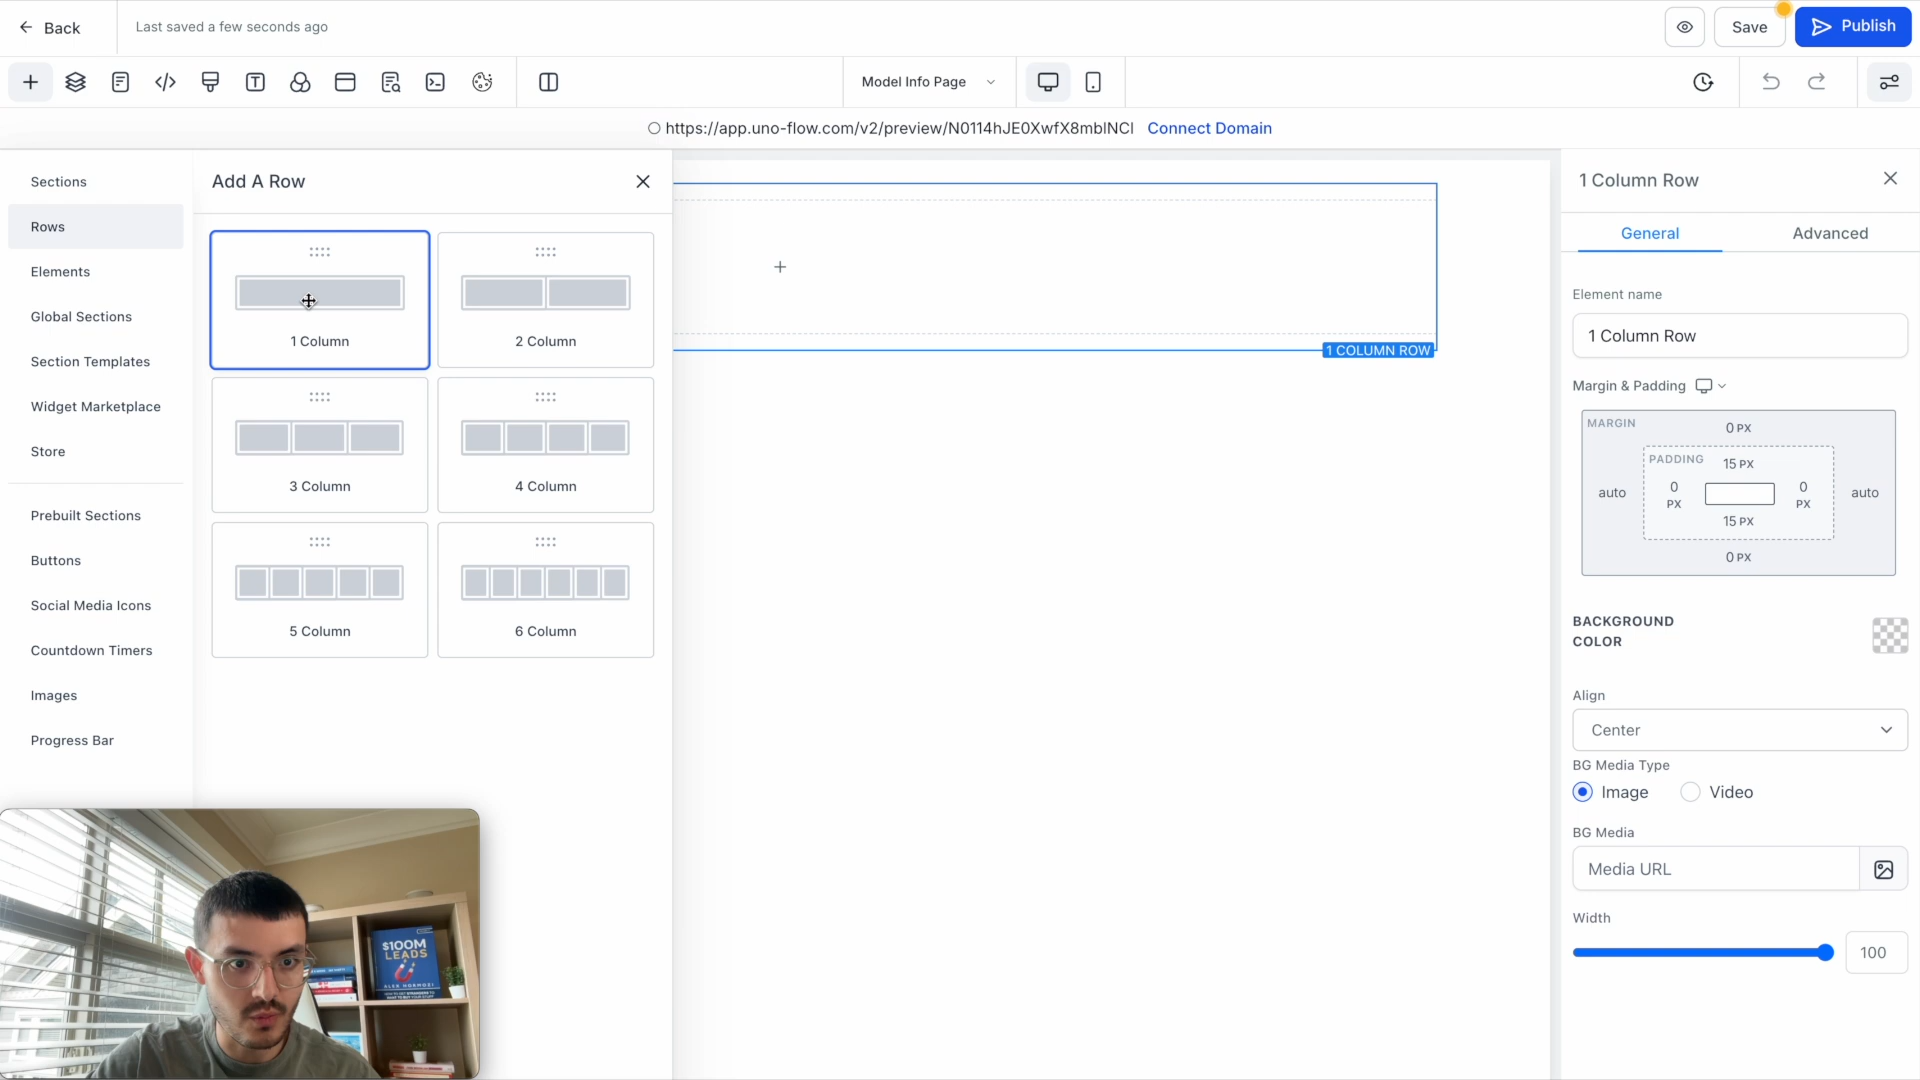 Back
Last saved a few seconds ago
Save
Publish
Model Info Page
https://app.uno-flow.com/v2/preview/N0114hJE0XwfX8mbINCI
Connect Domain
Sections
Rows
Elements
Global Sections
Section Templates
Widget Marketplace
Store
Prebuilt Sections
Buttons
Social Media Icons
Countdown Timers
Images
Progress Bar
Add A Row
1 Column
2 Column
3 Column
4 Column
5 Column
6 Column
1 COLUMN ROW
1 Column Row
General
Advanced
Element name
1 Column Row
Margin & Padding
MARGIN
0 PX
PADDING
15 PX
auto
0 PX
0 PX
auto
15 PX
0 PX
BACKGROUND
COLOR
Align
Center
BG Media Type
Image
Video
BG Media
Media URL
Width
100
$100M
LEADS
ALEX HORMOZI